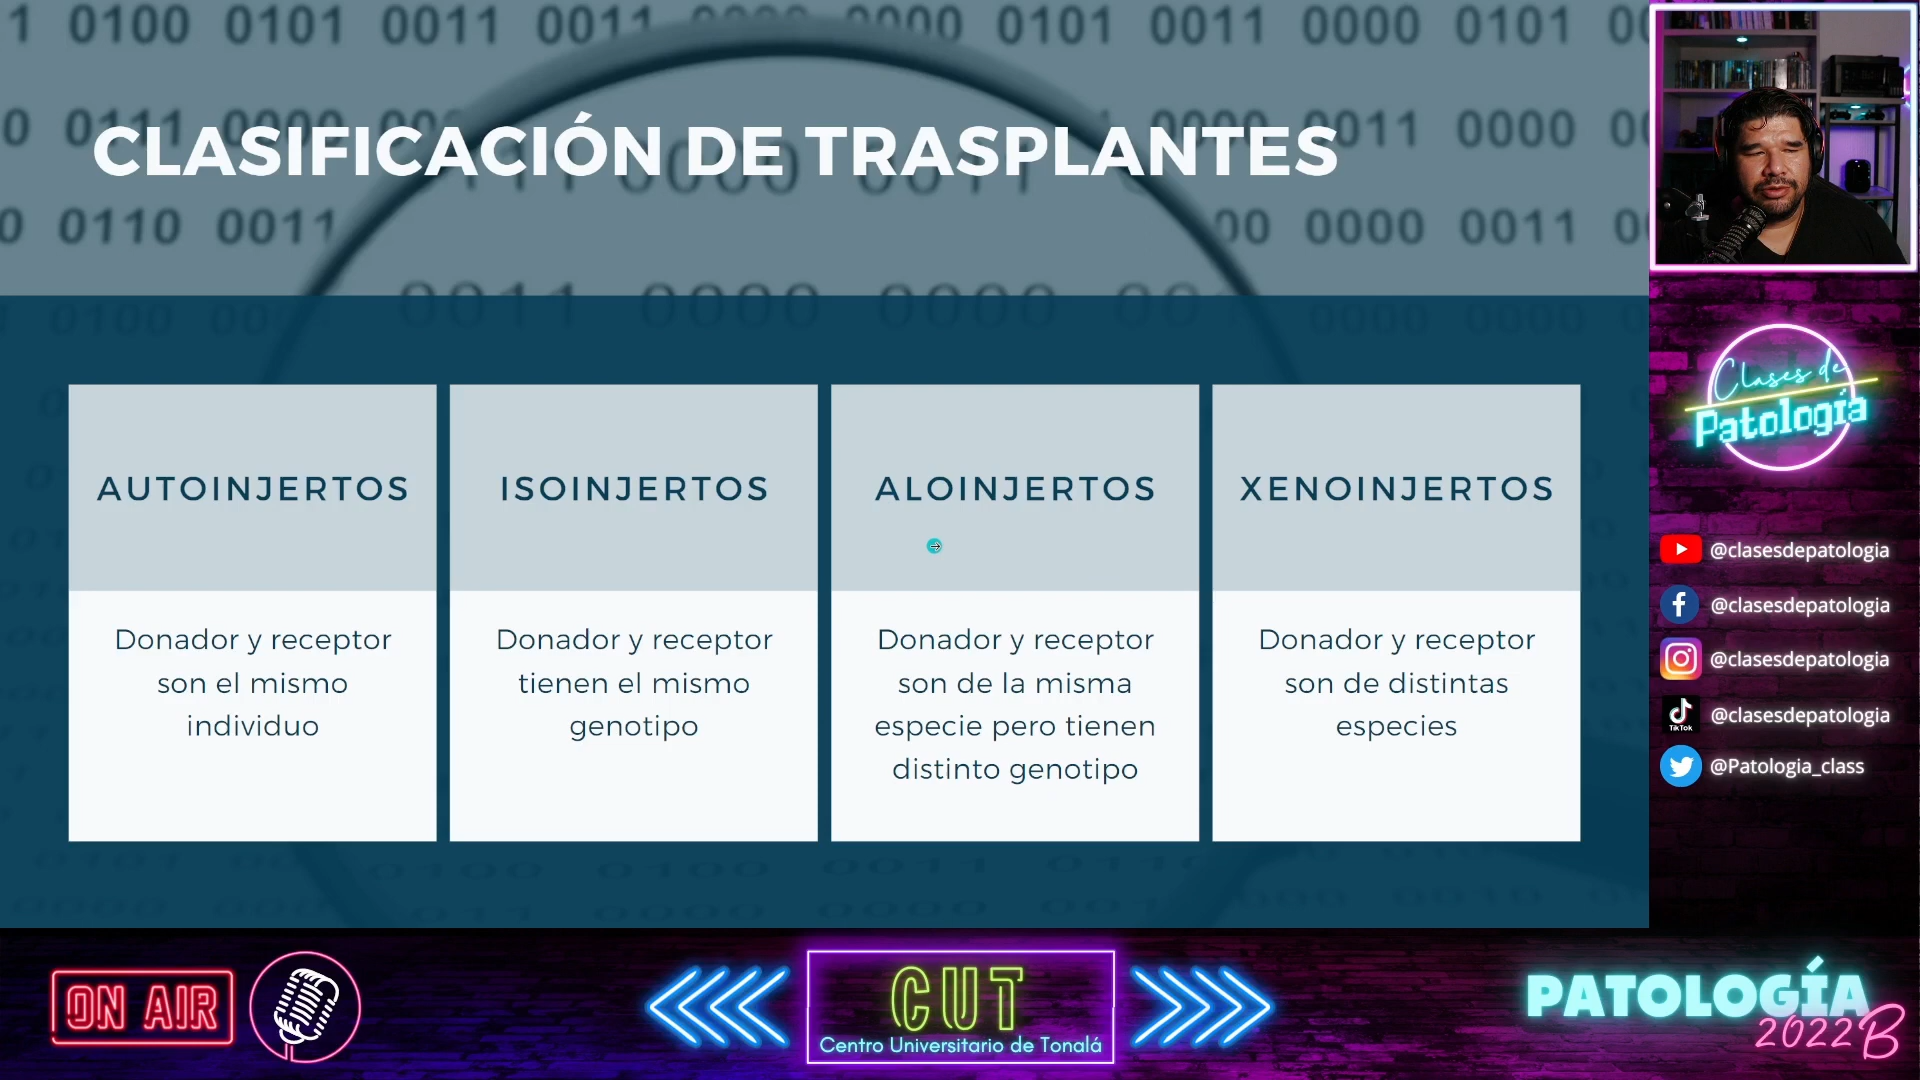 CLASIFICACIÓN DE TRASPLANTES
AUTOINJERTOS
Donador y receptor
son el mismo
individuo
ISOINJERTOS
Donador y receptor
tienen el mismo
genotipo
ALOINJERTOS
Donador y receptor
son de la misma
especie pero tienen
distinto genotipo
XENOINJERTOS
Donador y receptor
son de distintas
especies
Clases de
Patología
@clasesdepatologia
@clasesdepatologia
@clasesdepatologia
TikTok
@clasesdepatologia
@Patologia_class
ON AIR
CUT
Centro Universitario de Tonalá
PATOLOGÍA
2022B